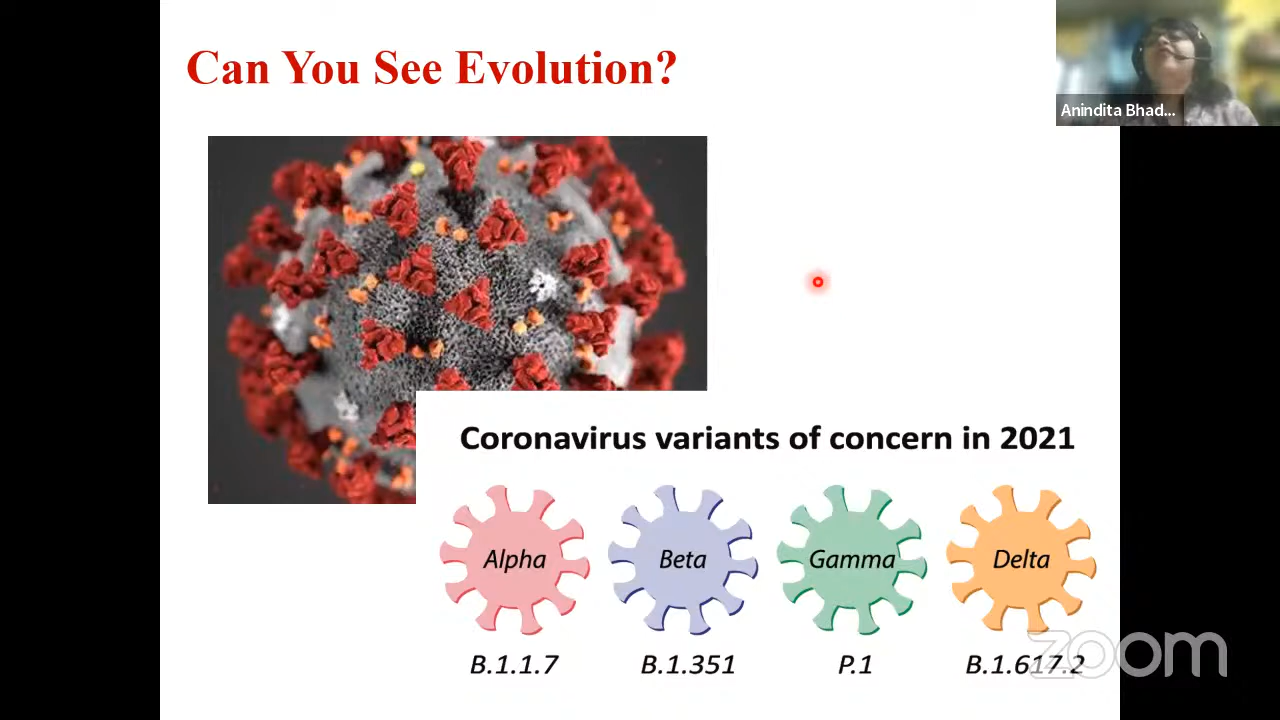 Can You See Evolution?
Anindita Bhad...
Coronavirus variants of concern in 2021
Alpha
Beta
Gamma
Delta
B.1.1.7
B.1.351
P.1
B.1.617.2
zoom